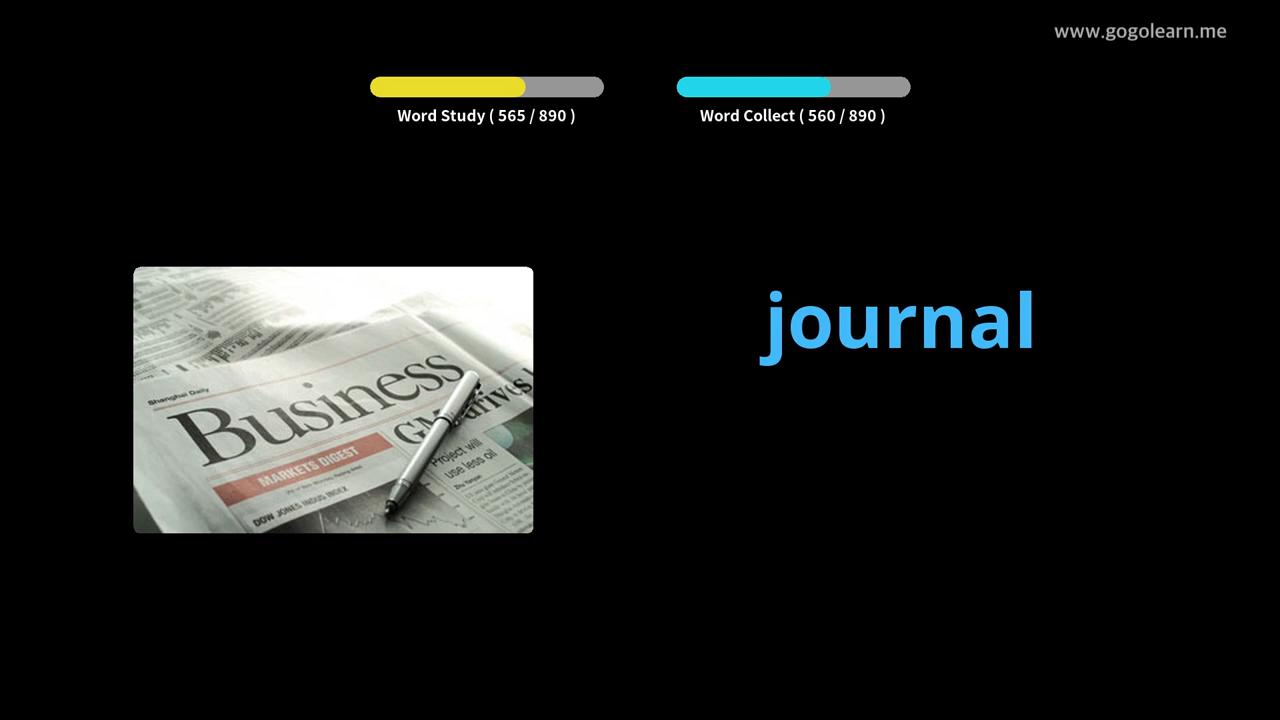 www.gogolearn.me
Word Study ( 565 / 890 )
Word Collect ( 560 / 890 )
journal
Shanghai Daily
Business
MARKETS DIGEST
DOW JONES INDUS INDEX
GM drives
Project will
use less oil